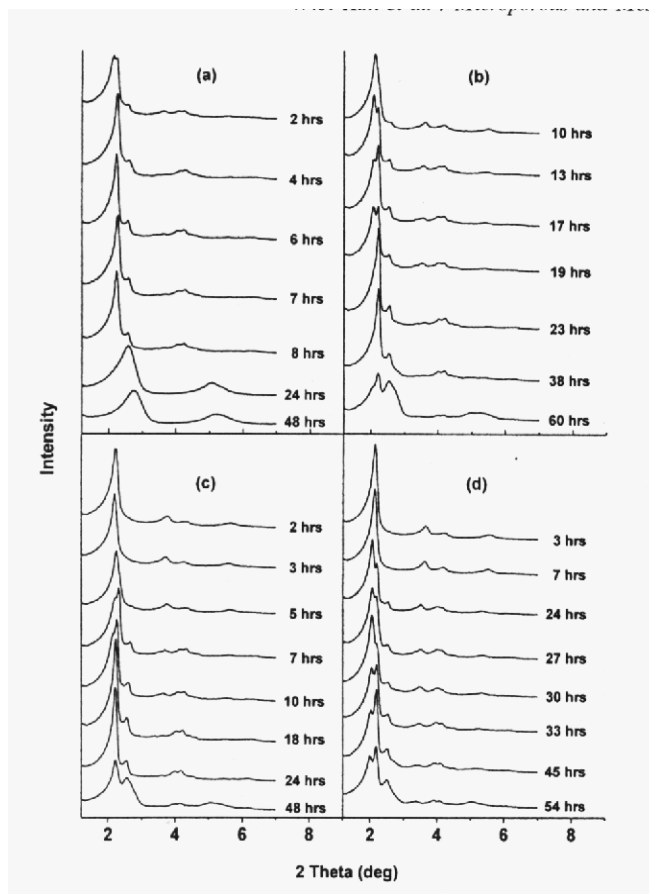 (a)
2 hrs
4 hrs
6 hrs
7 hrs
8 hrs
24 hrs
48 hrs
(b)
10 hrs
13 hrs
17 hrs
19 hrs
23 hrs
38 hrs
60 hrs
Intensity
(c)
2 hrs
3 hrs
5 hrs
7 hrs
10 hrs
18 hrs
24 hrs
48 hrs
(d)
3 hrs
7 hrs
24 hrs
27 hrs
30 hrs
33 hrs
45 hrs
54 hrs
2 4 6 8 2 4 6 8
2 Theta (deg)